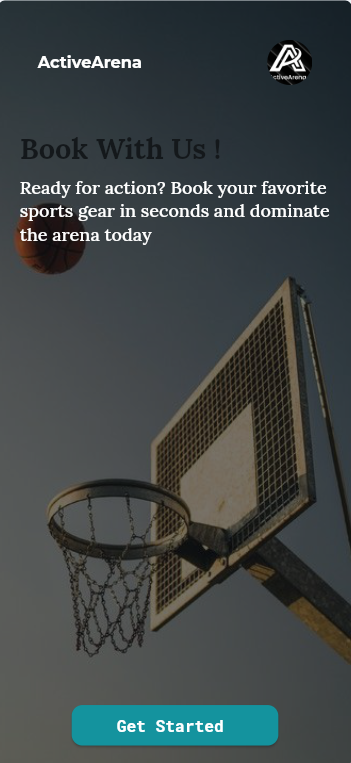 ActiveArena
ActiveArena
Book With Us !
Ready for action? Book your favorite
sports gear in seconds and dominate
the arena today
Get Started